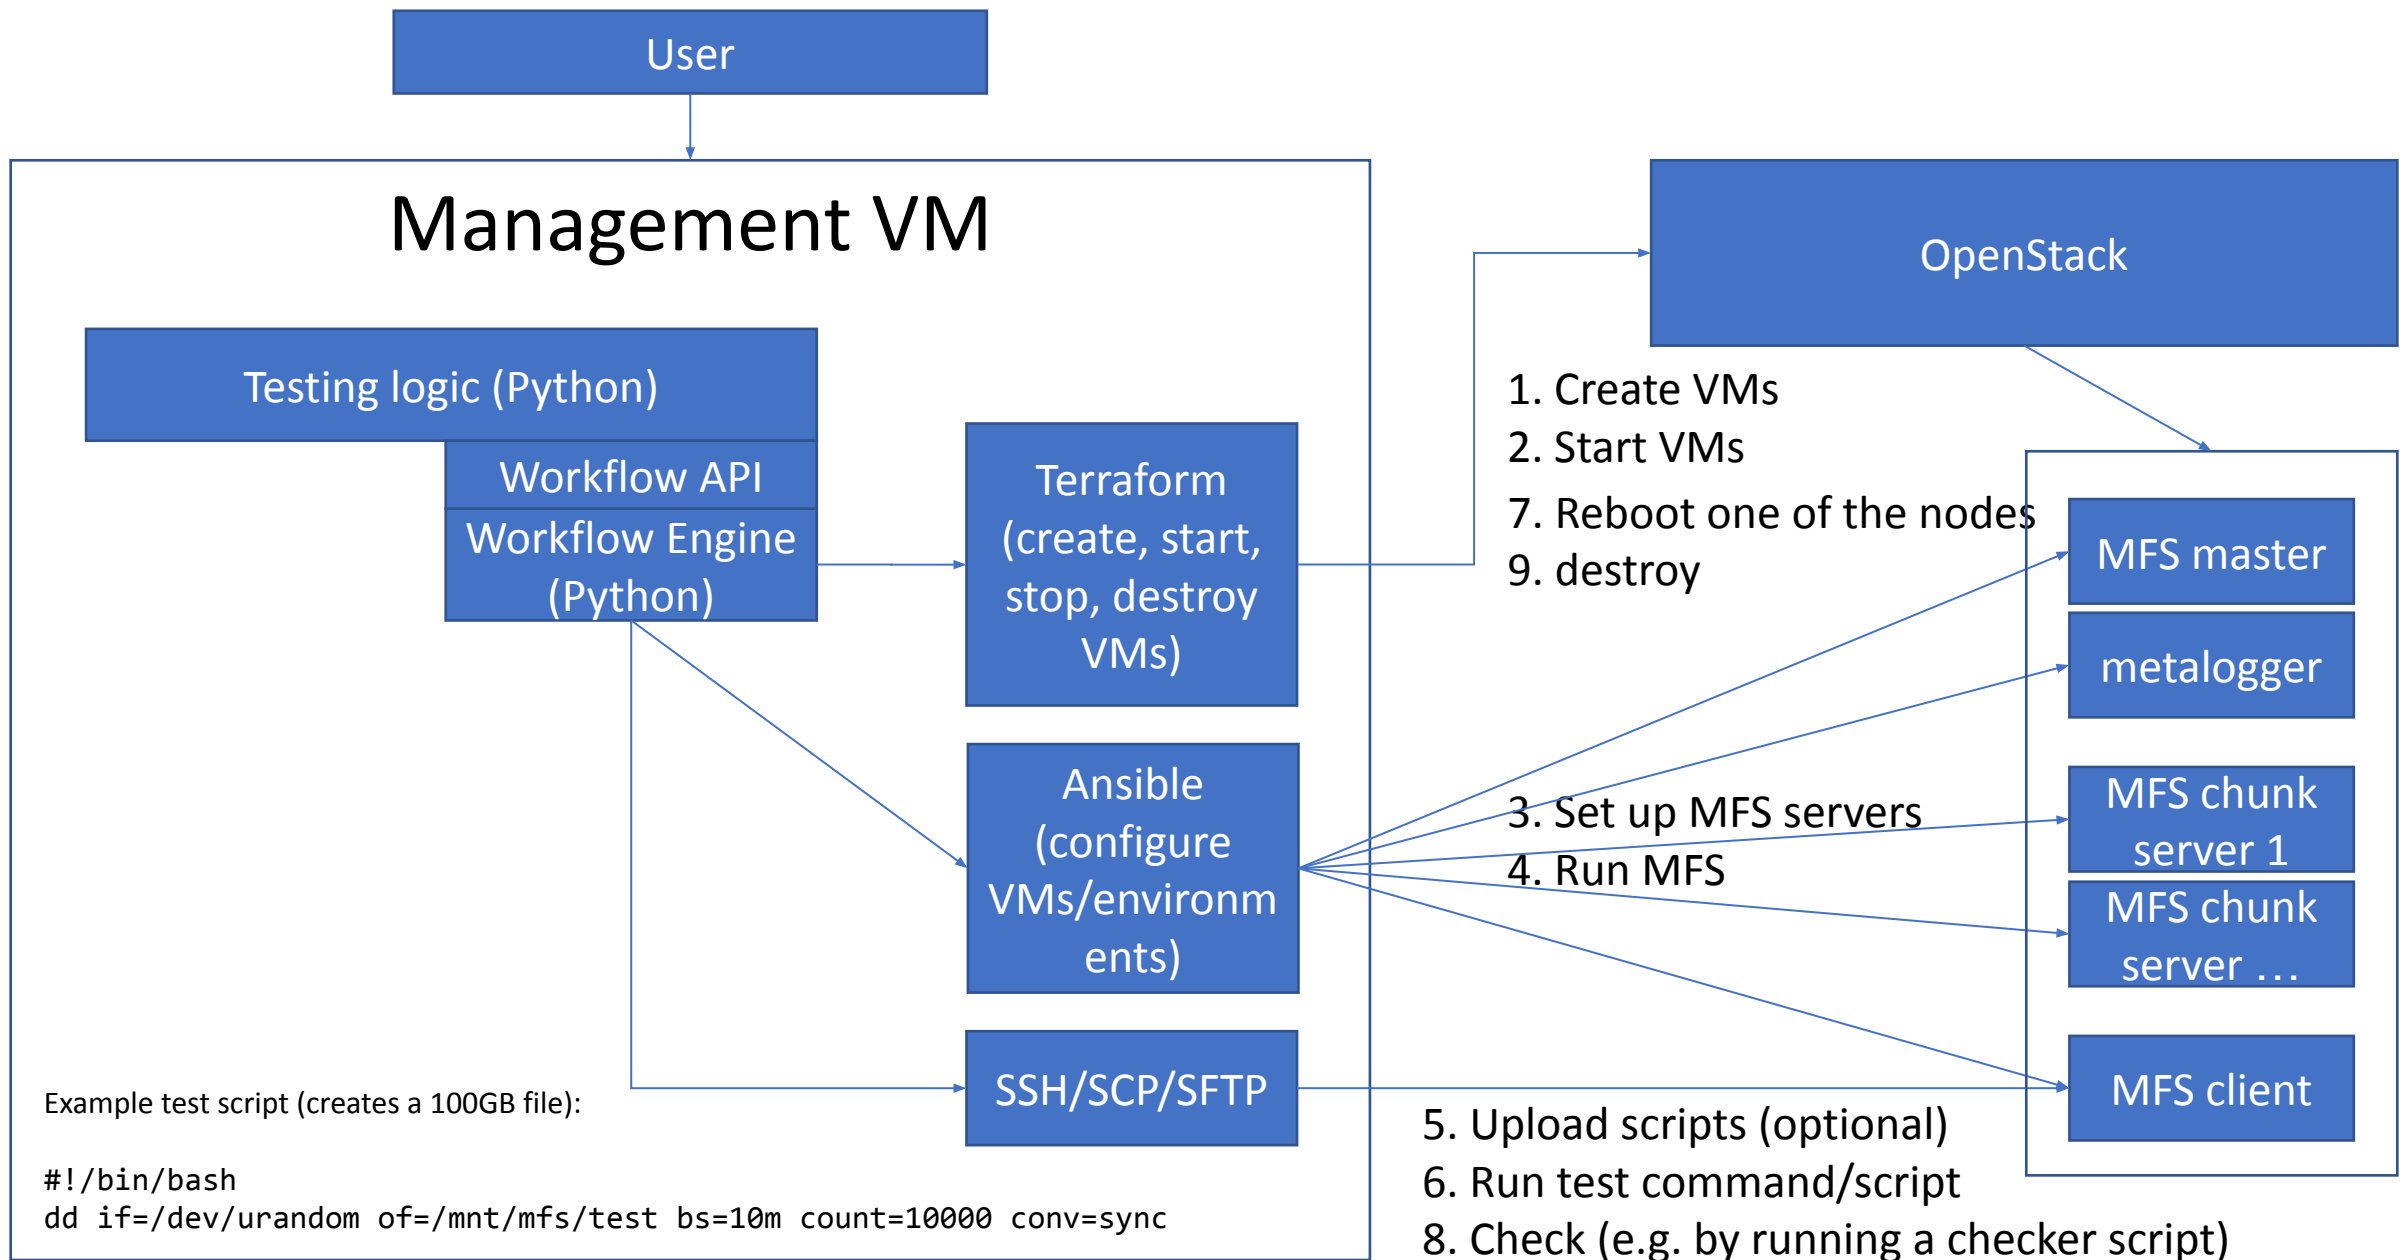 User
Management VM
OpenStack
Testing logic (Python)
Workflow API
Workflow Engine
(Python)
Terraform
(create, start,
stop, destroy
VMs)
1. Create VMs
2. Start VMs
7. Reboot one of the nodes
9. destroy
MFS master
metalogger
Ansible
(configure
VMs/environm
ents)
3. Set up MFS servers
4. Run MFS
MFS chunk
server 1
MFS chunk
server …
SSH/SCP/SFTP
MFS client
Example test script (creates a 100GB file):
#!/bin/bash
dd if=/dev/urandom of=/mnt/mfs/test bs=10m count=10000 conv=sync
5. Upload scripts (optional)
6. Run test command/script
8. Check (e.g. by running a checker script)